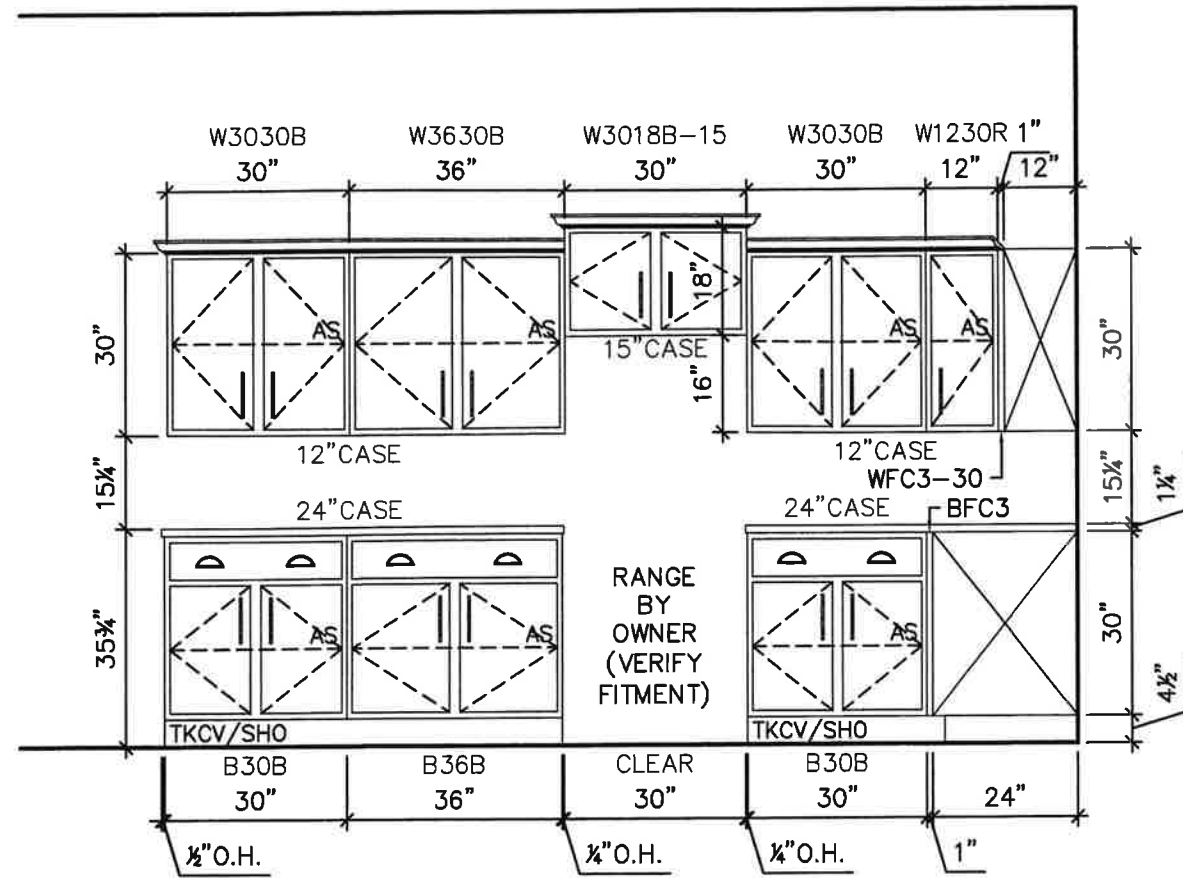 W3030B W3630B W3018B-15 W3030B W1230R 1"
30" 36" 30" 30" 12" 12"
18"
AS AS AS AS
30" 30"
15"CASE
16"
12"CASE 12"CASE
WFC3-30
15¼" 15¼" 1¼"
24"CASE 24"CASE BFC3
RANGE
BY
OWNER
(VERIFY
FITMENT)
AS AS AS
35¾" 30"
4½"
TKCV/SHO TKCV/SHO
B30B B36B CLEAR B30B
30" 36" 30" 30" 24"
½"O.H. ¼"O.H. ¼"O.H. 1"